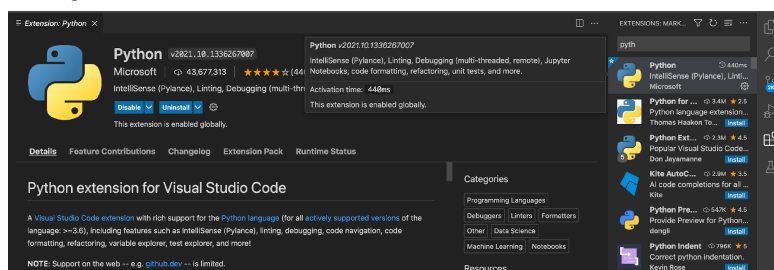 Extension: Python ×
Python v2021.10.1336267007
Microsoft | 43,677,313 | ★★★★☆ (44
IntelliSense (Pylance), Linting, Debugging (multi-thr
Disable Uninstall
This extension is enabled globally.
Python v2021.10.1336267007
IntelliSense (Pylance), Linting, Debugging (multi-threaded, remote), Jupyter
Notebooks, code formatting, refactoring, unit tests, and more.
Activation time: 440ms
This extension is enabled globally.
Details Feature Contributions Changelog Extension Pack Runtime Status
Python extension for Visual Studio Code
A Visual Studio Code extension with rich support for the Python language (for all actively supported versions of the
language: >=3.6), including features such as IntelliSense (Pylance), linting, debugging, code navigation, code
formatting, refactoring, variable explorer, test explorer, and more!
NOTE: Support on the web -- e.g. github.dev -- is limited.
Categories
Programming Languages
Debuggers Linters Formatters
Other Data Science
Machine Learning Notebooks
Resources
EXTENSIONS: MARK...
pyth
Python 440ms
IntelliSense (Pylance), Linti...
Microsoft
Python for ... 3.4M ★ 2.5
Python language extension...
Thomas Haakon To... Install
Python Ext... 2.3M ★ 4.5
Popular Visual Studio Code...
Don Jayamanne Install
5
Kite AutoC... 2.9M ★ 3.5
AI code completions for all ...
Kite Install
Python Pre... 547K ★ 4.5
Provide Preview for Python...
dongli Install
Python Indent 796K ★ 5
Correct python indentation.
Kevin Rose Install